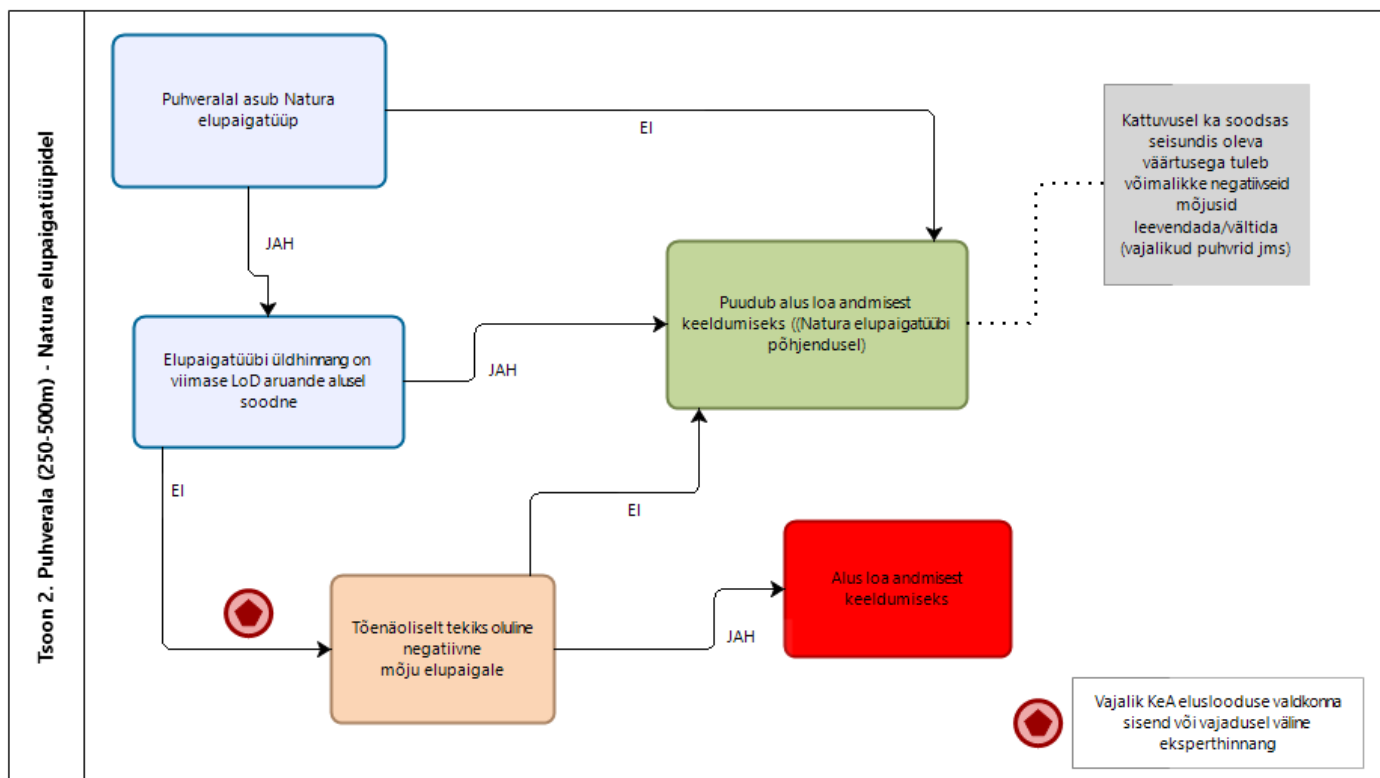 Tsoon 2. Puhverala (250-500m) - Natura elupaigatüüpidel
Puhveralal asub Natura
elupaigatüüp
EI
Kattuvusel ka soodsas
seisundis oleva
väärtusega tuleb
võimalikke negatiivseid
mõjusid
leevendada/vältida
(vajalikud puhvrid jms)
JAH
Puudub alus loa andmisest
keeldumiseks ((Natura elupaigatüübi
põhjendusel)
Elupaigatüübi üldhinnang on
viimase LoD aruande alusel
soodne
JAH
EI
EI
Alus loa andmisest
keeldumiseks
Tõenäoliselt tekiks oluline
negatiivne
mõju elupaigale
JAH
Vajalik KeA eluslooduse valdkonna
sisend või vajadusel väline
eksperthinnang